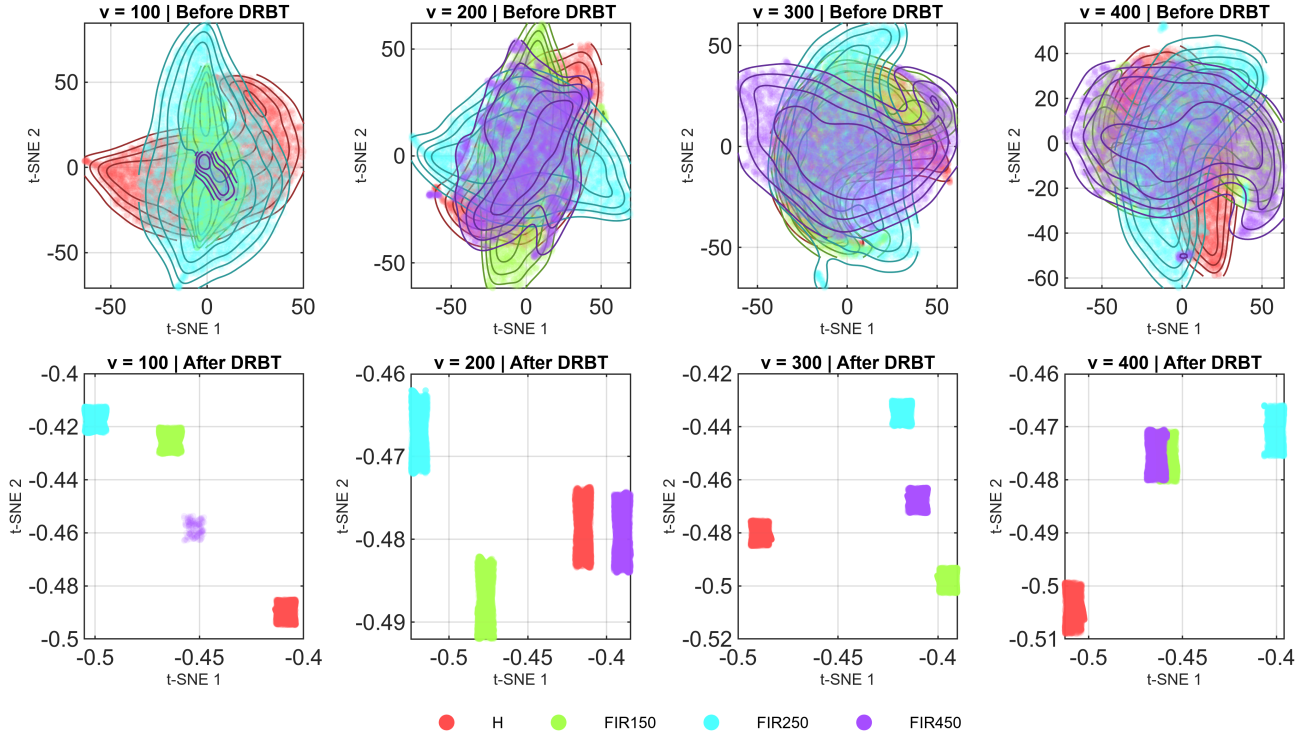 v = 100 | Before DRBT
v = 200 | Before DRBT
v = 300 | Before DRBT
v = 400 | Before DRBT
50
0
-50
t-SNE 2
-50
0
50
t-SNE 1
50
0
-50
t-SNE 2
-50
0
50
t-SNE 1
50
0
-50
t-SNE 2
-50
0
50
t-SNE 1
40
20
0
-20
-40
-60
t-SNE 2
-50
0
50
t-SNE 1
v = 100 | After DRBT
v = 200 | After DRBT
v = 300 | After DRBT
v = 400 | After DRBT
-0.4
-0.42
-0.44
-0.46
-0.48
-0.5
t-SNE 2
-0.5
-0.45
-0.4
t-SNE 1
-0.46
-0.47
-0.48
-0.49
t-SNE 2
-0.5
-0.45
-0.4
t-SNE 1
-0.42
-0.44
-0.46
-0.48
-0.5
-0.52
t-SNE 2
-0.5
-0.45
-0.4
t-SNE 1
-0.46
-0.47
-0.48
-0.49
-0.5
-0.51
t-SNE 2
-0.5
-0.45
-0.4
t-SNE 1
H
FIR150
FIR250
FIR450